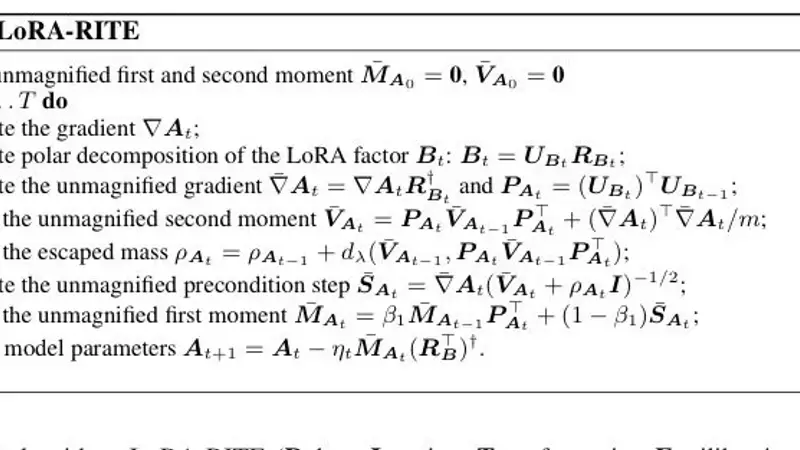 LoRA-RITE
unmagnified first and second moment M̄_{A_0} = 0, V̄_{A_0} = 0
. . T do
te the gradient ∇A_t;
te polar decomposition of the LoRA factor B_t: B_t = U_{B_t} R_{B_t};
te the unmagnified gradient ∇̄A_t = ∇A_t R^†_{B_t} and P_{A_t} = (U_{B_t})^⊤ U_{B_{t−1}};
the unmagnified second moment V̄_{A_t} = P_{A_t} V̄_{A_{t−1}} P^⊤_{A_t} + (∇̄A_t)^⊤ ∇̄A_t/m;
the escaped mass ρ_{A_t} = ρ_{A_{t−1}} + d_λ(V̄_{A_{t−1}}, P_{A_t} V̄_{A_{t−1}} P^⊤_{A_t});
te the unmagnified precondition step S̄_{A_t} = ∇̄A_t(V̄_{A_t} + ρ_{A_t} I)^{−1/2};
the unmagnified first moment M̄_{A_t} = β_1 M̄_{A_{t−1}} P^⊤_{A_t} + (1 − β_1)S̄_{A_t};
model parameters A_{t+1} = A_t − η_t M̄_{A_t}(R^⊤_B)^†.